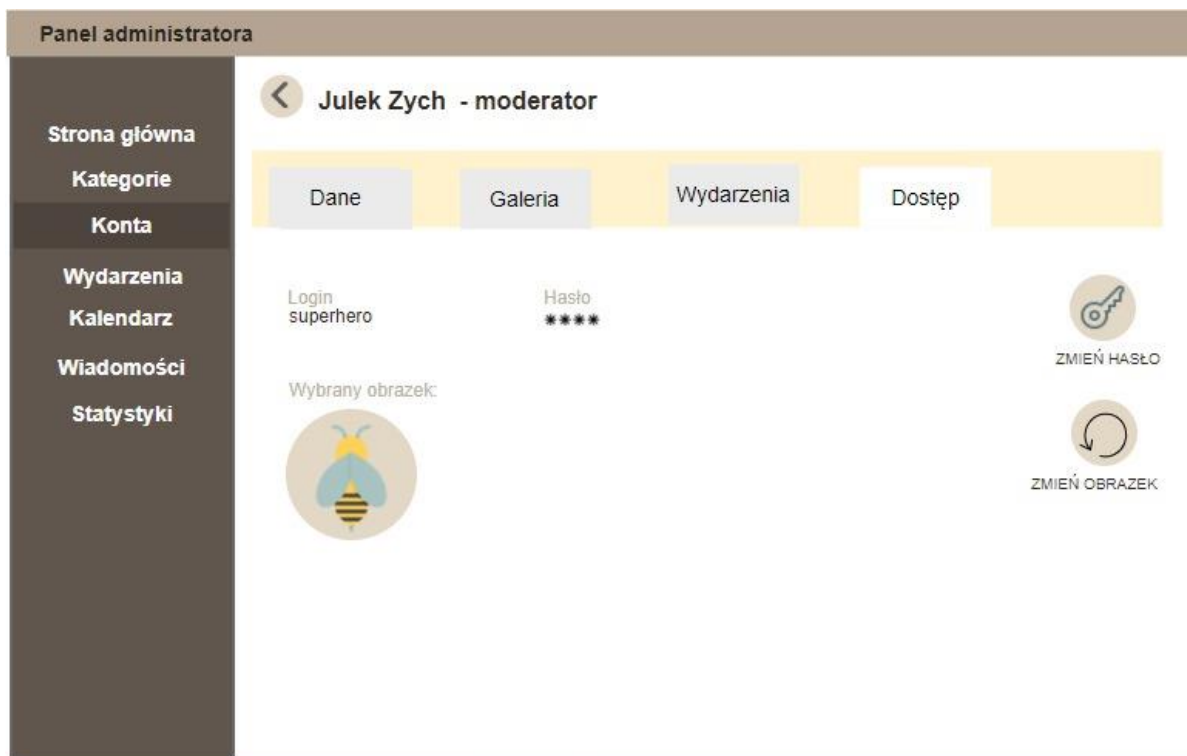 Panel administratora
Strona główna
Kategorie
Konta
Wydarzenia
Kalendarz
Wiadomości
Statystyki
Julek Zych - moderator
Dane
Galeria
Wydarzenia
Dostęp
Login
superhero
Hasło
****
ZMIEŃ HASŁO
Wybrany obrazek:
ZMIEŃ OBRAZEK